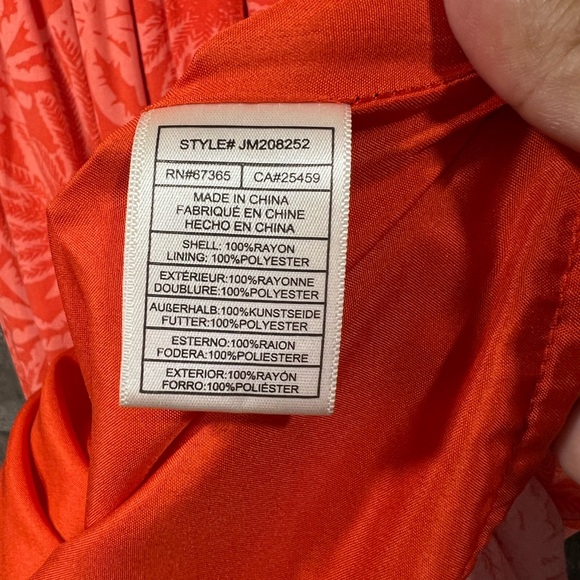 STYLE# JM208252
RN#67365 CA#25459
MADE IN CHINA
FABRIQUÉ EN CHINE
HECHO EN CHINA
SHELL: 100%RAYON
LINING: 100%POLYESTER
EXTÉRIEUR:100%RAYONNE
DOUBLURE:100%POLYESTER
AUßERHALB:100%KUNSTSEIDE
FUTTER:100%POLYESTER
ESTERNO:100%RAION
FODERA:100%POLIESTERE
EXTERIOR:100%RAYÓN
FORRO:100%POLIÉSTER